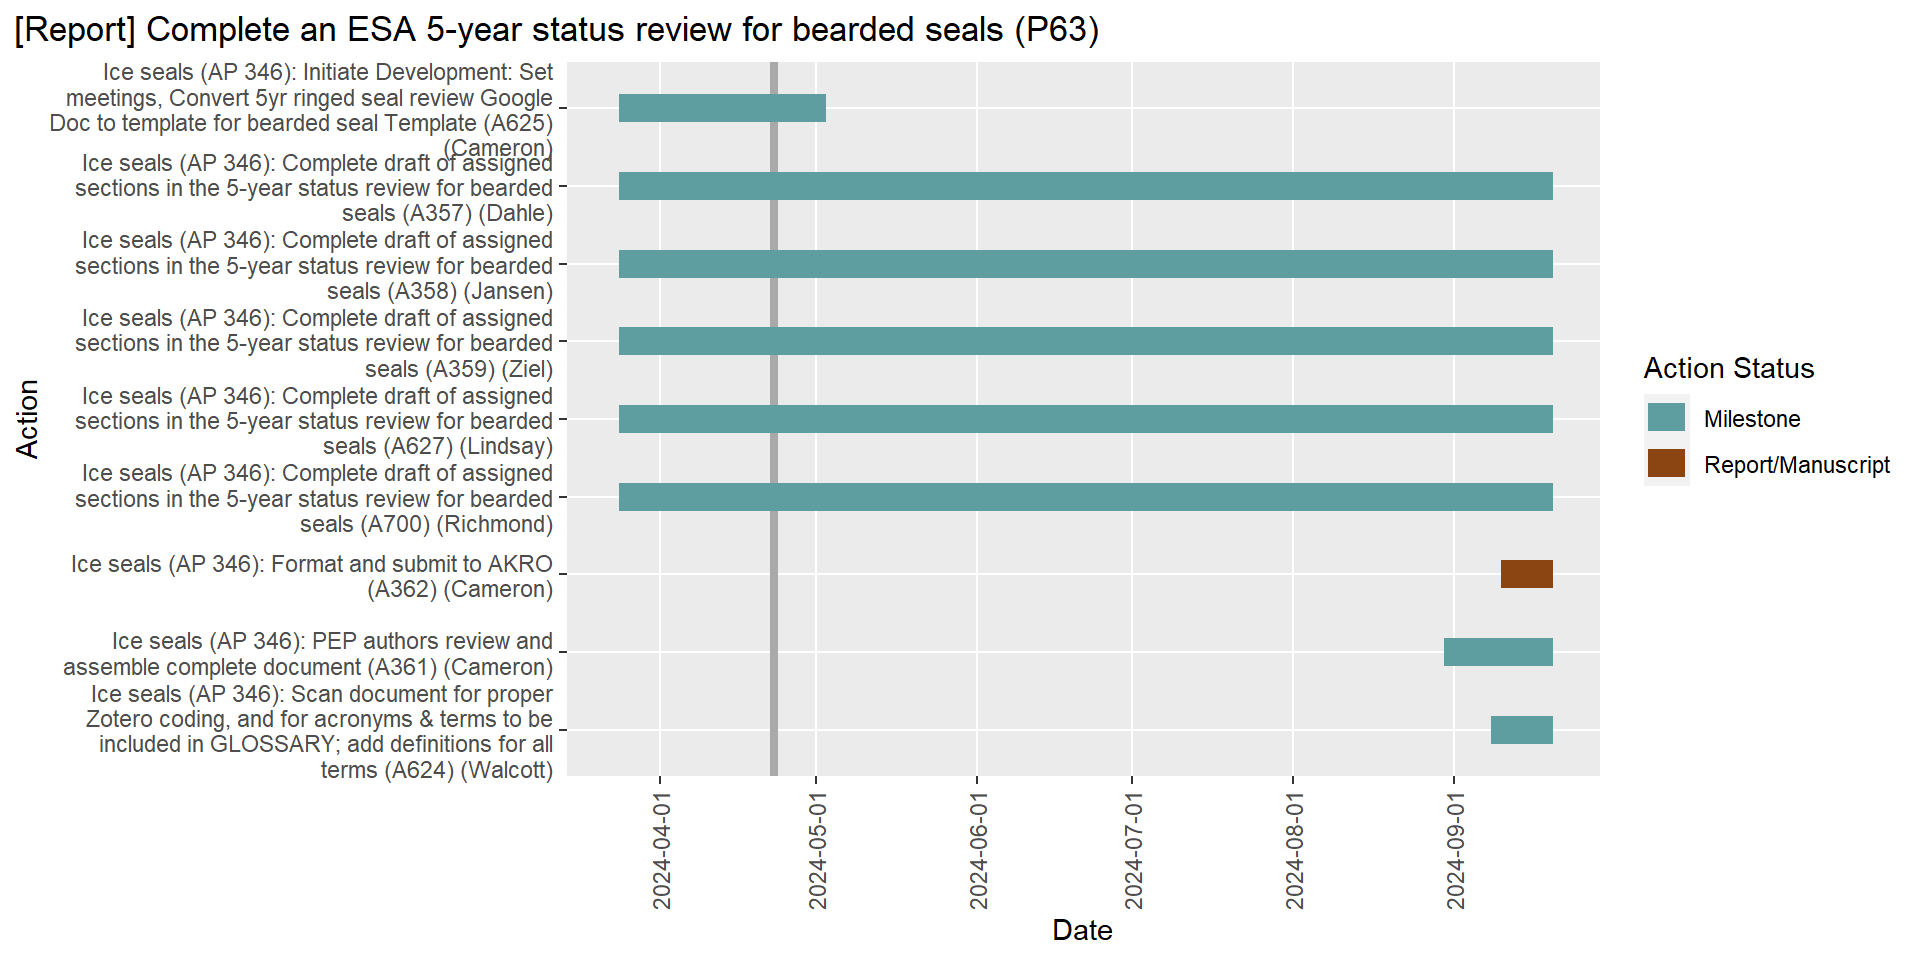 [Report] Complete an ESA 5-year status review for bearded seals (P63)
Ice seals (AP 346): Initiate Development: Set
meetings, Convert 5yr ringed seal review Google
Doc to template for bearded seal Template (A625)
(Cameron)
Ice seals (AP 346): Complete draft of assigned
sections in the 5-year status review for bearded
seals (A357) (Dahle)
Ice seals (AP 346): Complete draft of assigned
sections in the 5-year status review for bearded
seals (A358) (Jansen)
Ice seals (AP 346): Complete draft of assigned
sections in the 5-year status review for bearded
seals (A359) (Ziel)
Ice seals (AP 346): Complete draft of assigned
sections in the 5-year status review for bearded
seals (A627) (Lindsay)
Ice seals (AP 346): Complete draft of assigned
sections in the 5-year status review for bearded
seals (A700) (Richmond)
Ice seals (AP 346): Format and submit to AKRO
(A362) (Cameron)
Ice seals (AP 346): PEP authors review and
assemble complete document (A361) (Cameron)
Ice seals (AP 346): Scan document for proper
Zotero coding, and for acronyms & terms to be
included in GLOSSARY; add definitions for all
terms (A624) (Walcott)
Action
2024-04-01
2024-05-01
2024-06-01
2024-07-01
2024-08-01
2024-09-01
Date
Action Status
Milestone
Report/Manuscript